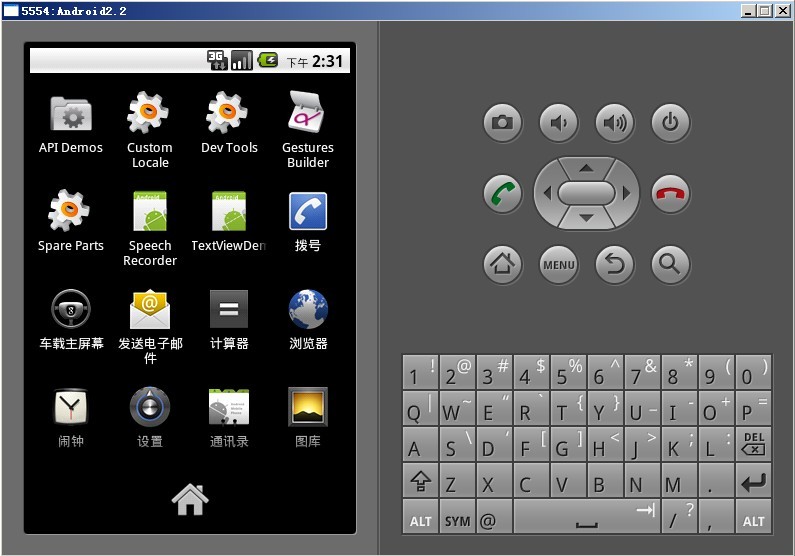 5554:Android2.2
3G
下午 2:31
API Demos
Custom
Locale
Dev Tools
Gestures
Builder
Spare Parts
Speech
Recorder
TextViewDem
拨号
车载主屏幕
发送电子邮
件
计算器
浏览器
闹钟
设置
通讯录
图库
MENU
1 ! 2 @ 3 # 4 $ 5 % 6 ^ 7 & 8 * 9 ( 0 )
Q | W ~ E " R ` T { Y } U _ I - O + P =
A S \ D ' F [ G ] H < J > K ; L : DEL
Z X C V B N M .
ALT SYM @ / ? , ALT